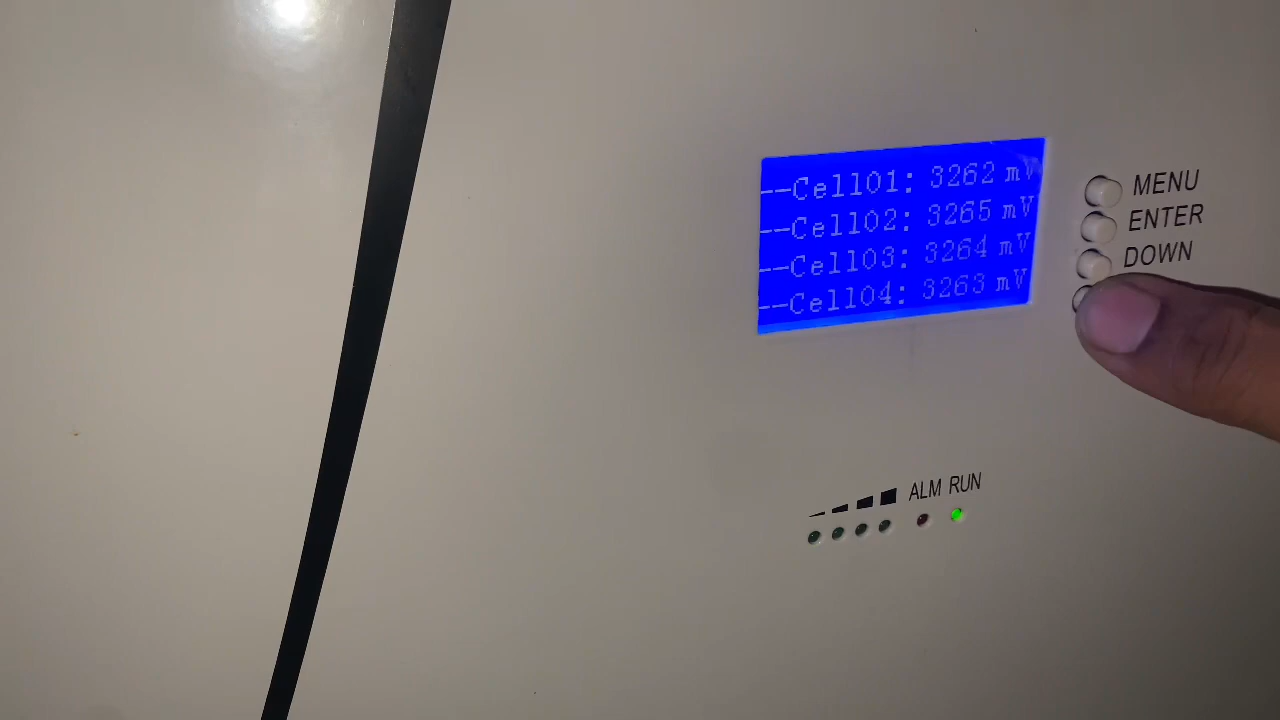 --Cell01: 3262 mV
--Cell02: 3265 mV
--Cell03: 3264 mV
--Cell04: 3263 mV
MENU
ENTER
DOWN
ALM RUN